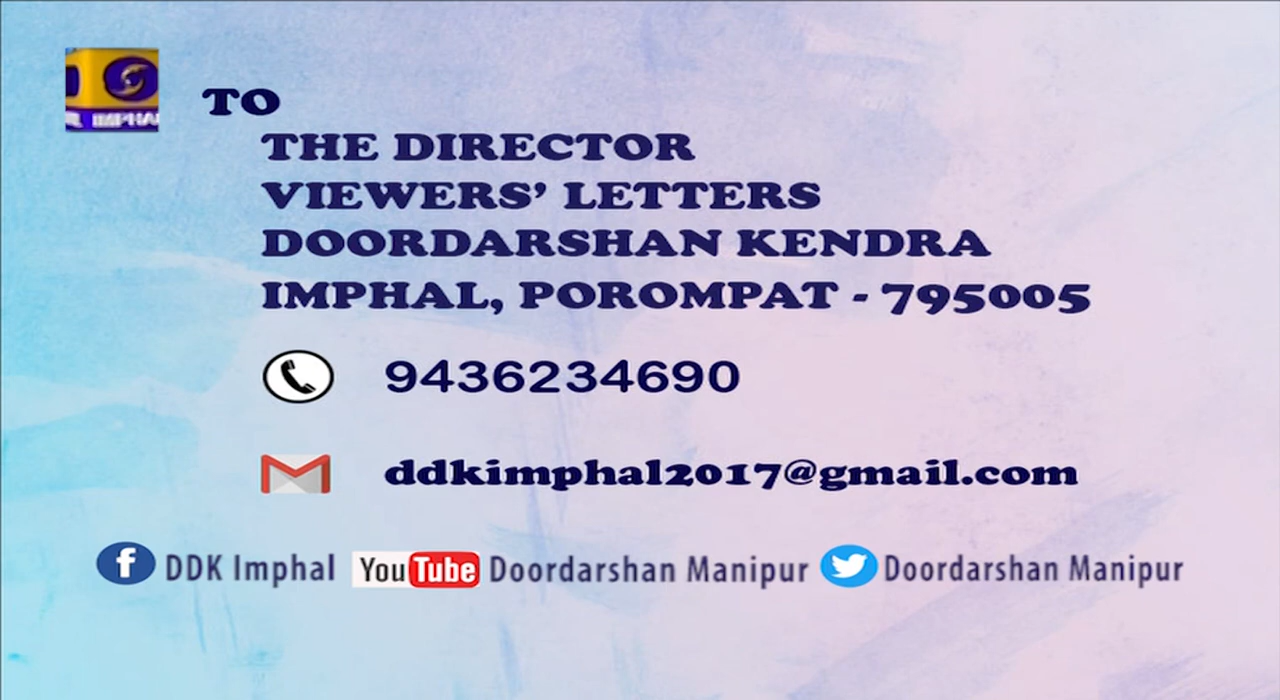 TO
THE DIRECTOR
VIEWERS’ LETTERS
DOORDARSHAN KENDRA
IMPHAL, POROMPAT - 795005
9436234690
ddkimphal2017@gmail.com
DDK Imphal YouTube Doordarshan Manipur Doordarshan Manipur